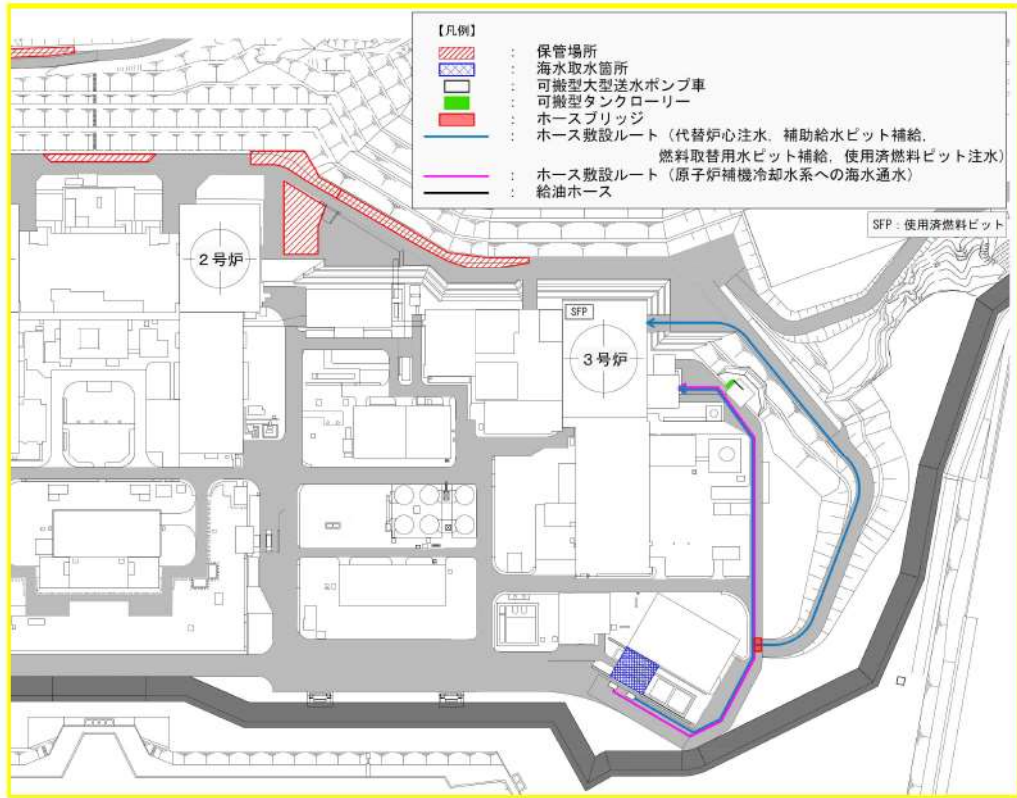 【凡例】
： 保管場所
： 海水取水箇所
： 可搬型大型送水ポンプ車
： 可搬型タンクローリー
： ホースブリッジ
： ホース敷設ルート（代替炉心注水，補助給水ピット補給，
燃料取替用水ピット補給，使用済燃料ピット注水）
： ホース敷設ルート（原子炉補機冷却水系への海水通水）
： 給油ホース
SFP：使用済燃料ピット
2号炉
SFP
3号炉